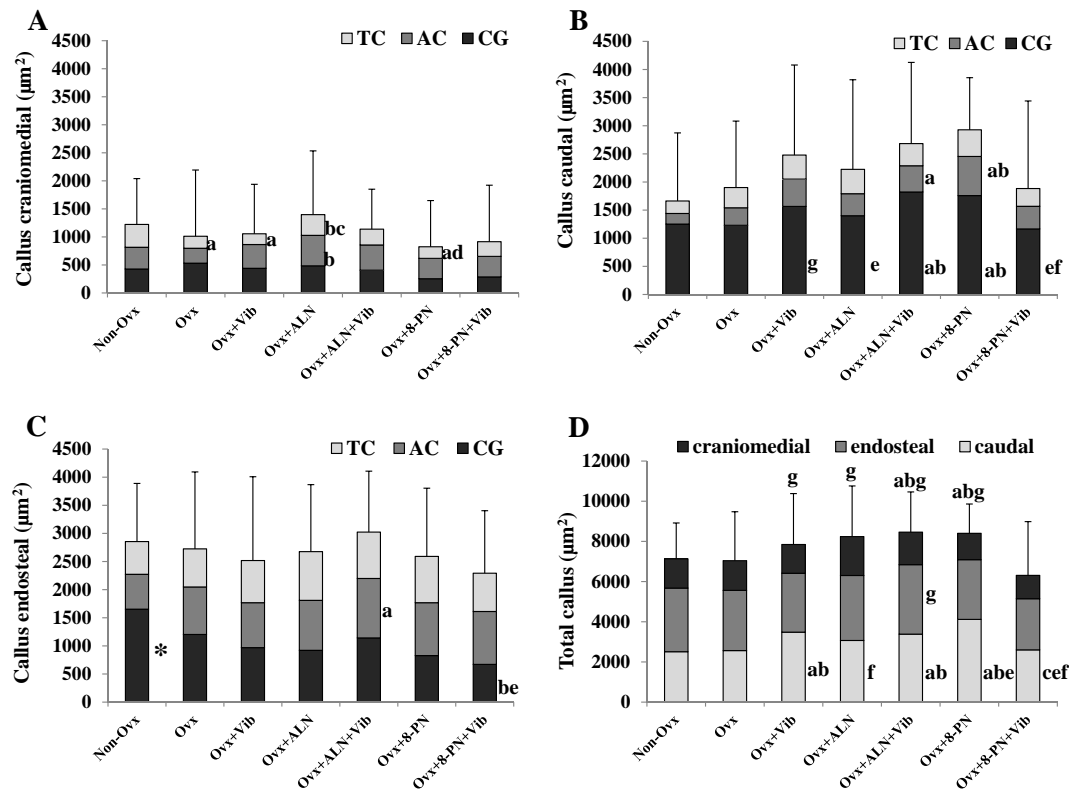 A
TC AC CG
Callus craniomedial (μm²)
4500
4000
3500
3000
2500
2000
1500
1000
500
0
a
a
bc
b
ad
Non-Ovx
Ovx
Ovx+Vib
Ovx+ALN
Ovx+ALN+Vib
Ovx+8-PN
Ovx+8-PN+Vib
B
TC AC CG
Callus caudal (μm²)
4500
4000
3500
3000
2500
2000
1500
1000
500
0
g
e
a
ab
ab
ab
ef
Non-Ovx
Ovx
Ovx+Vib
Ovx+ALN
Ovx+ALN+Vib
Ovx+8-PN
Ovx+8-PN+Vib
C
TC AC CG
Callus endosteal (μm²)
4500
4000
3500
3000
2500
2000
1500
1000
500
0
*
a
be
Non-Ovx
Ovx
Ovx+Vib
Ovx+ALN
Ovx+ALN+Vib
Ovx+8-PN
Ovx+8-PN+Vib
D
craniomedial endosteal caudal
Total callus (μm²)
12000
10000
8000
6000
4000
2000
0
g g abg abg
g
ab f ab abe cef
Non-Ovx
Ovx
Ovx+Vib
Ovx+ALN
Ovx+ALN+Vib
Ovx+8-PN
Ovx+8-PN+Vib